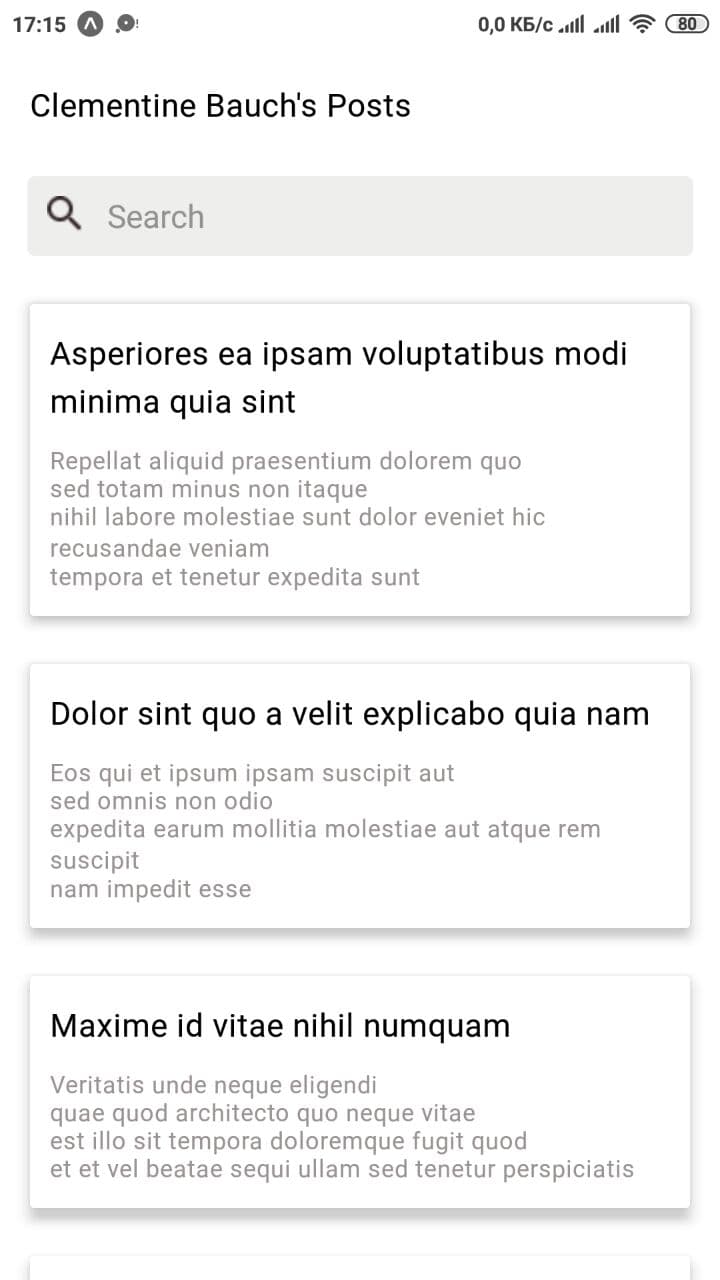 17:15 0,0 КБ/с 80
Clementine Bauch's Posts
Search
Asperiores ea ipsam voluptatibus modi
minima quia sint
Repellat aliquid praesentium dolorem quo
sed totam minus non itaque
nihil labore molestiae sunt dolor eveniet hic
recusandae veniam
tempora et tenetur expedita sunt
Dolor sint quo a velit explicabo quia nam
Eos qui et ipsum ipsam suscipit aut
sed omnis non odio
expedita earum mollitia molestiae aut atque rem
suscipit
nam impedit esse
Maxime id vitae nihil numquam
Veritatis unde neque eligendi
quae quod architecto quo neque vitae
est illo sit tempora doloremque fugit quod
et et vel beatae sequi ullam sed tenetur perspiciatis